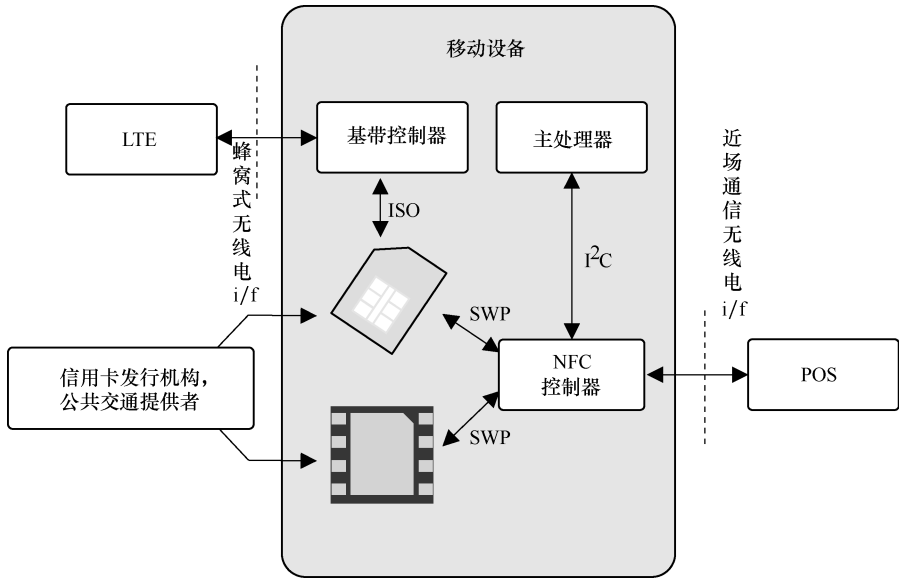 移动设备
LTE
基带控制器
主处理器
蜂窝式无线电i/f
近场通信无线电i/f
ISO
I²C
SWP
信用卡发行机构，
公共交通提供者
NFC
控制器
POS
SWP